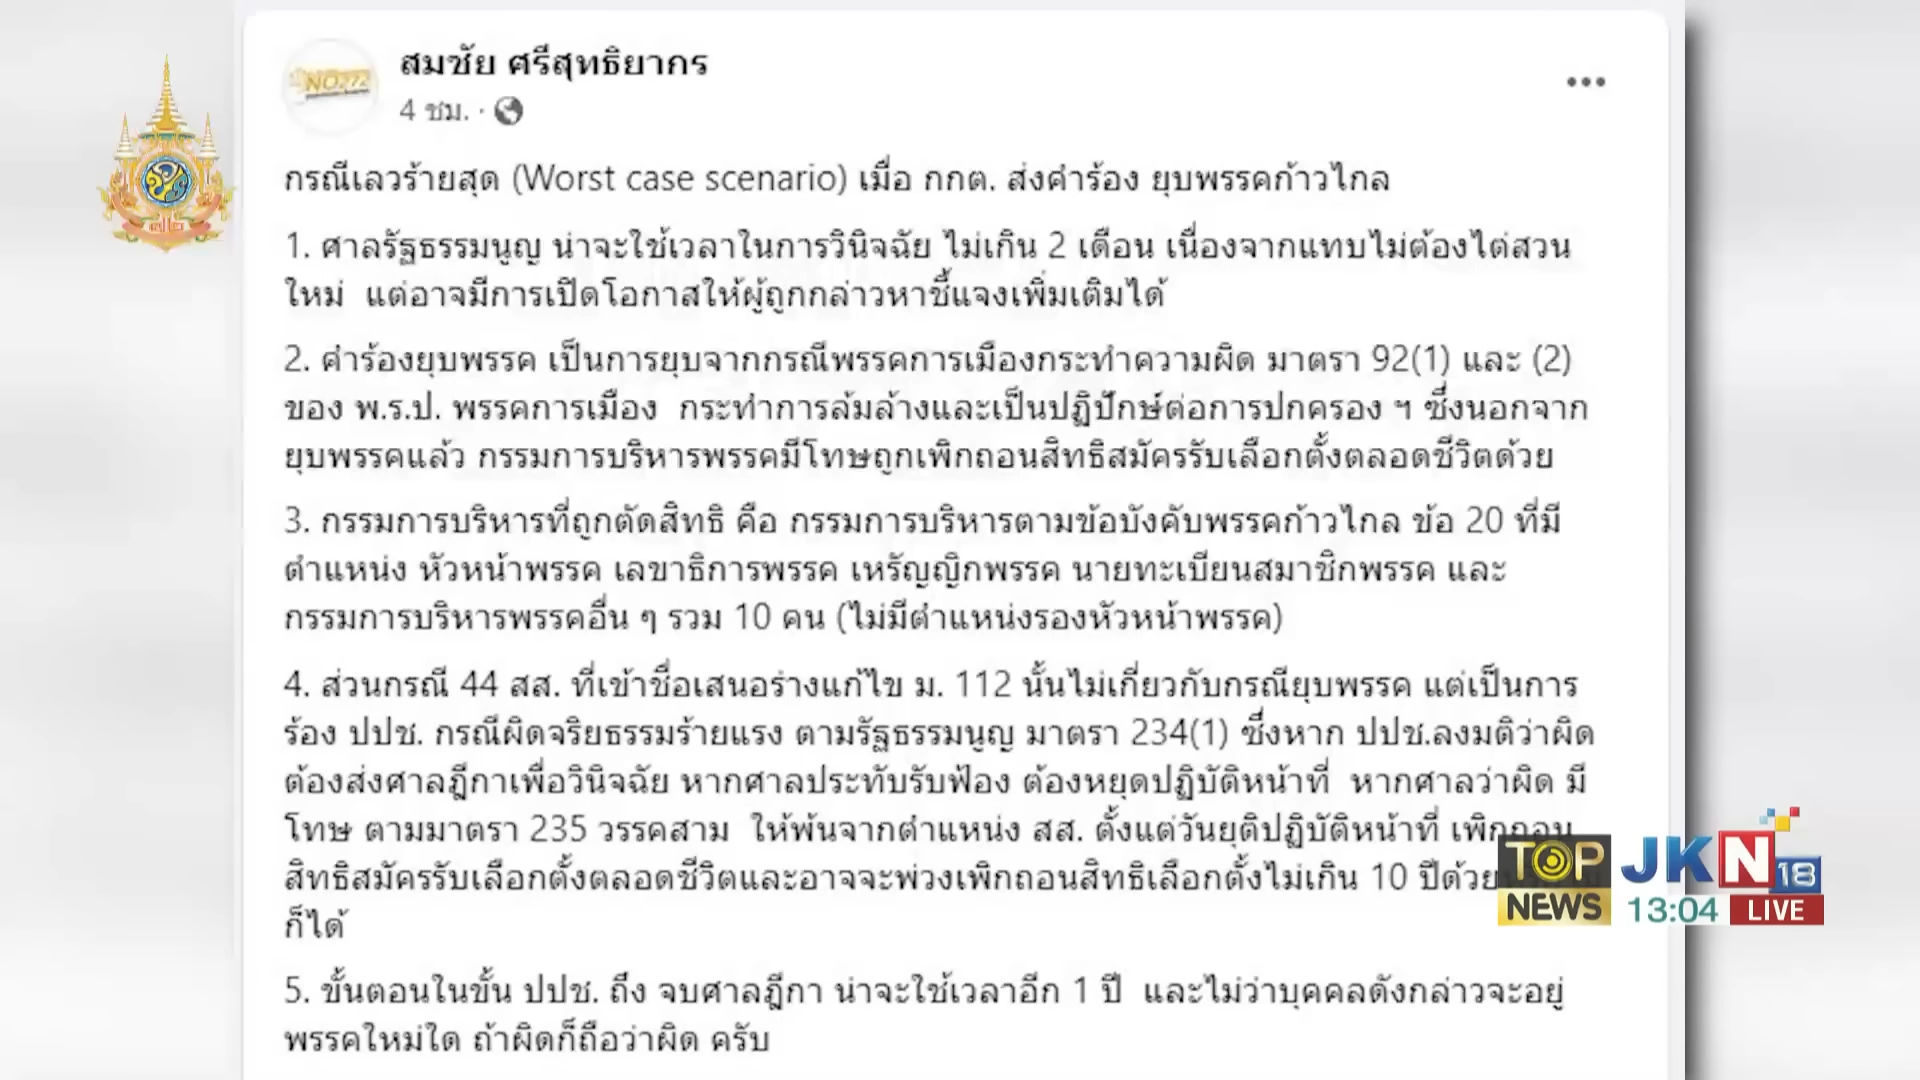 NO272
สมชัย ศรีสุทธิยากร
4 ชม. ·
กรณีเลวร้ายสุด (Worst case scenario) เมื่อ กกต. ส่งคำร้อง ยุบพรรคก้าวไกล
1. ศาลรัฐธรรมนูญ น่าจะใช้เวลาในการวินิจฉัย ไม่เกิน 2 เดือน เนื่องจากแทบไม่ต้องไต่สวน
ใหม่ แต่อาจมีการเปิดโอกาสให้ผู้ถูกกล่าวหาชี้แจงเพิ่มเติมได้
2. คำร้องยุบพรรค เป็นการยุบจากกรณีพรรคการเมืองกระทำความผิด มาตรา 92(1) และ (2)
ของ พ.ร.ป. พรรคการเมือง กระทำการล้มล้างและเป็นปฏิปักษ์ต่อการปกครอง ฯ ซึ่งนอกจาก
ยุบพรรคแล้ว กรรมการบริหารพรรคมีโทษถูกเพิกถอนสิทธิสมัครรับเลือกตั้งตลอดชีวิตด้วย
3. กรรมการบริหารที่ถูกตัดสิทธิ คือ กรรมการบริหารตามข้อบังคับพรรคก้าวไกล ข้อ 20 ที่มี
ตำแหน่ง หัวหน้าพรรค เลขาธิการพรรค เหรัญญิกพรรค นายทะเบียนสมาชิกพรรค และ
กรรมการบริหารพรรคอื่น ๆ รวม 10 คน (ไม่มีตำแหน่งรองหัวหน้าพรรค)
4. ส่วนกรณี 44 สส. ที่เข้าชื่อเสนอร่างแก้ไข ม. 112 นั้นไม่เกี่ยวกับกรณียุบพรรค แต่เป็นการ
ร้อง ปปช. กรณีผิดจริยธรรมร้ายแรง ตามรัฐธรรมนูญ มาตรา 234(1) ซึ่งหาก ปปช.ลงมติว่าผิด
ต้องส่งศาลฎีกาเพื่อวินิจฉัย หากศาลประทับรับฟ้อง ต้องหยุดปฏิบัติหน้าที่ หากศาลว่าผิด มี
โทษ ตามมาตรา 235 วรรคสาม ให้พ้นจากตำแหน่ง สส. ตั้งแต่วันยุติปฏิบัติหน้าที่ เพิกถอน
สิทธิสมัครรับเลือกตั้งตลอดชีวิตและอาจจะพ่วงเพิกถอนสิทธิเลือกตั้งไม่เกิน 10 ปีด้วย
ก็ได้
5. ขั้นตอนในขั้น ปปช. ถึง จบศาลฎีกา น่าจะใช้เวลาอีก 1 ปี และไม่ว่าบุคคลดังกล่าวจะอยู่
พรรคใหม่ใด ถ้าผิดก็ถือว่าผิด ครับ
TOP NEWS
JKN 18
13:04 LIVE